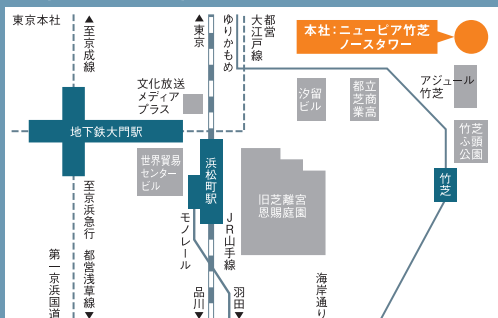 東京本社
▲至京成線
▲東京
ゆりかもめ
都営
大江戸線
本社：ニューピア竹芝
ノースタワー
文化放送
メディア
プラス
汐留
ビル
都立
芝商
業高
アジュール
竹芝
地下鉄大門駅
竹芝
ふ頭
公園
世界貿易
センター
ビル
浜松町駅
竹芝
旧芝離宮
恩賜庭園
至京浜急行
都営浅草線▼
第一京浜国道
モノレール
JR山手線
品川▼
羽田▼
海岸通り